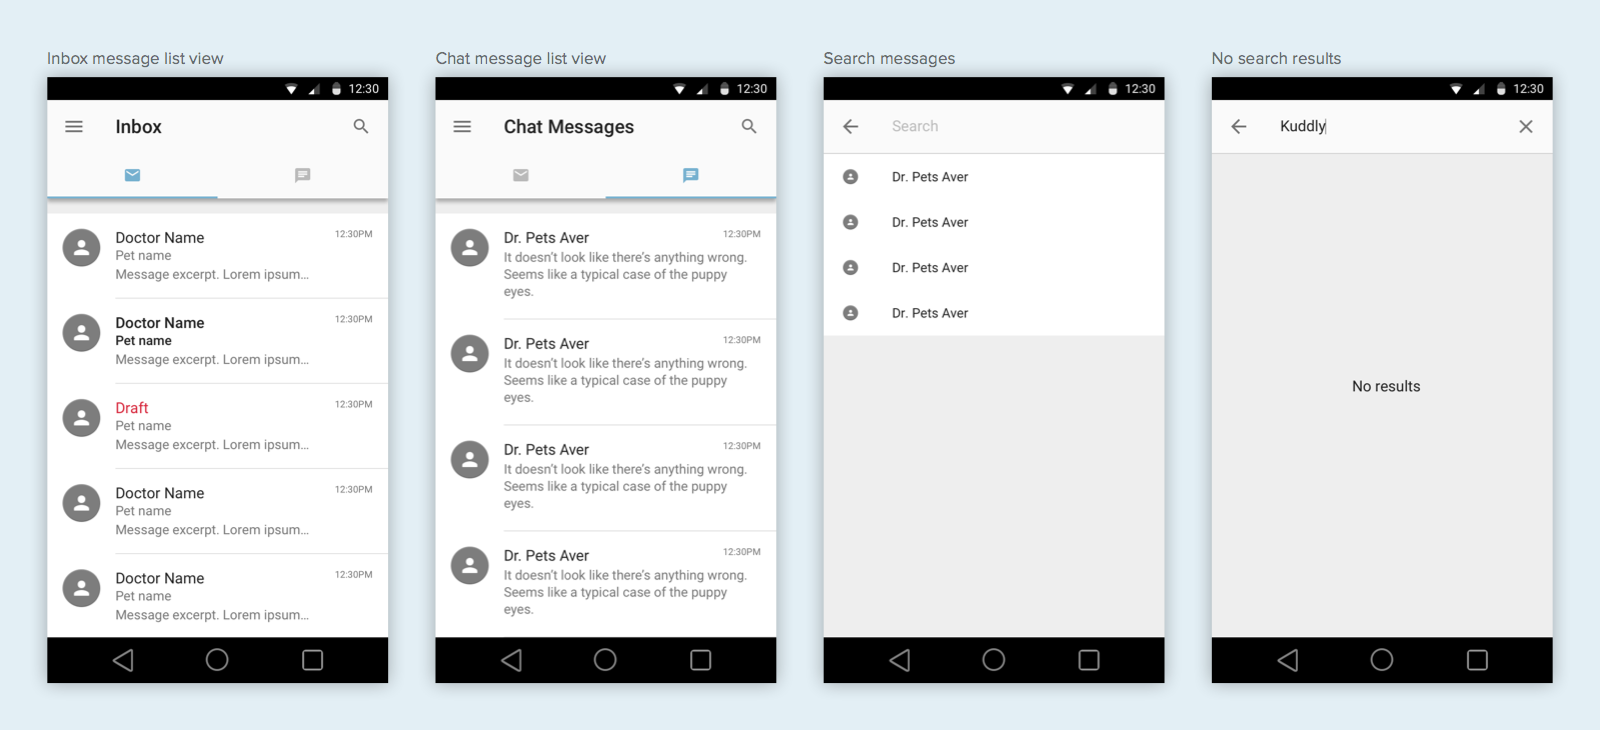 Inbox message list view
12:30
Inbox
Doctor Name
12:30PM
Pet name
Message excerpt. Lorem ipsum...
Doctor Name
12:30PM
Pet name
Message excerpt. Lorem ipsum...
Draft
12:30PM
Pet name
Message excerpt. Lorem ipsum...
Doctor Name
12:30PM
Pet name
Message excerpt. Lorem ipsum...
Doctor Name
12:30PM
Pet name
Message excerpt. Lorem ipsum...
Chat message list view
12:30
Chat Messages
Dr. Pets Aver
12:30PM
It doesn't look like there's anything wrong.
Seems like a typical case of the puppy
eyes.
Dr. Pets Aver
12:30PM
It doesn't look like there's anything wrong.
Seems like a typical case of the puppy
eyes.
Dr. Pets Aver
12:30PM
It doesn't look like there's anything wrong.
Seems like a typical case of the puppy
eyes.
Dr. Pets Aver
12:30PM
It doesn't look like there's anything wrong.
Seems like a typical case of the puppy
eyes.
Search messages
12:30
Search
Dr. Pets Aver
Dr. Pets Aver
Dr. Pets Aver
Dr. Pets Aver
No search results
12:30
Kuddly
No results